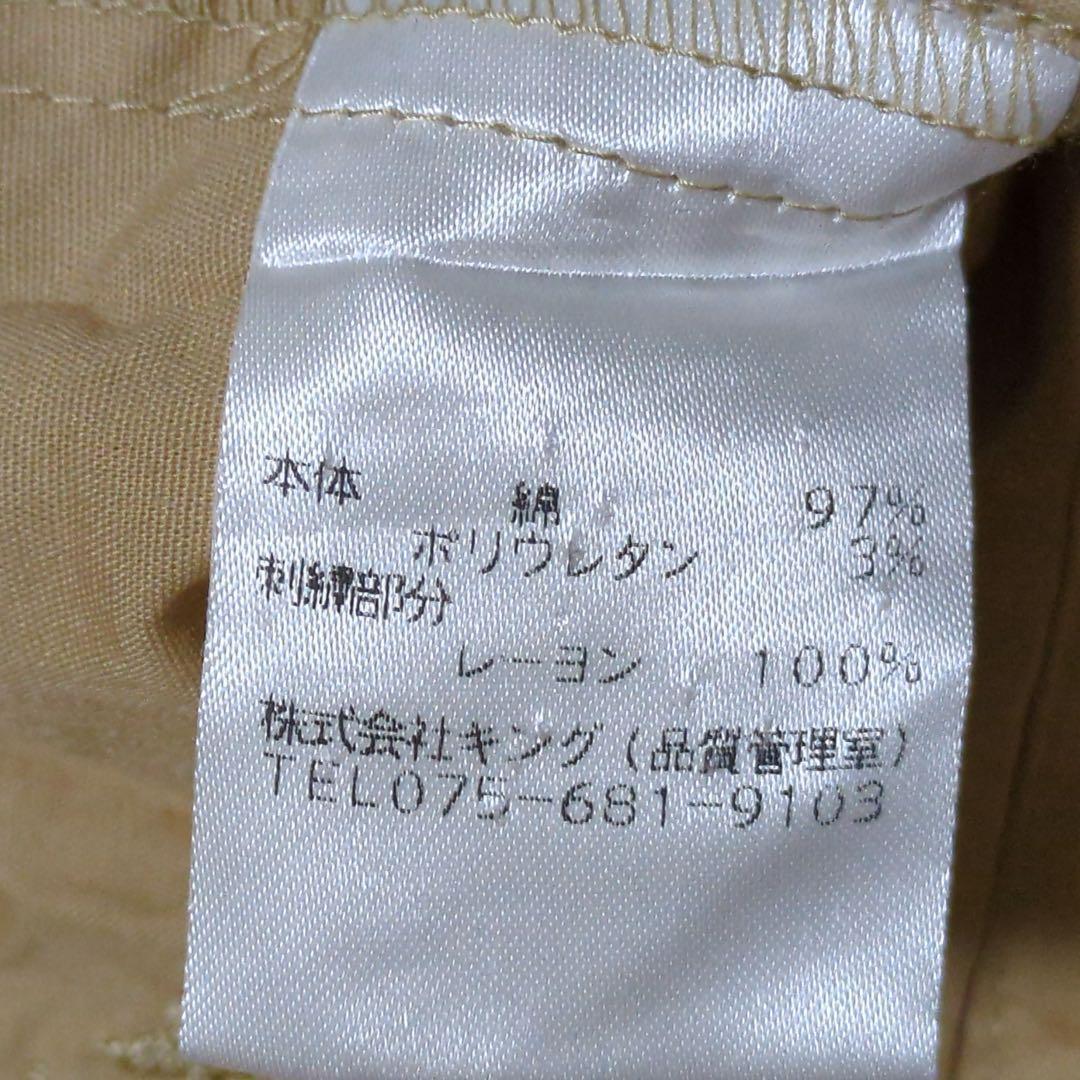 本体 綿 97%
ポリウレタン 3%
刺繍部分
レーヨン 100%
株式会社キング(品質管理室)
TEL075-681-9103